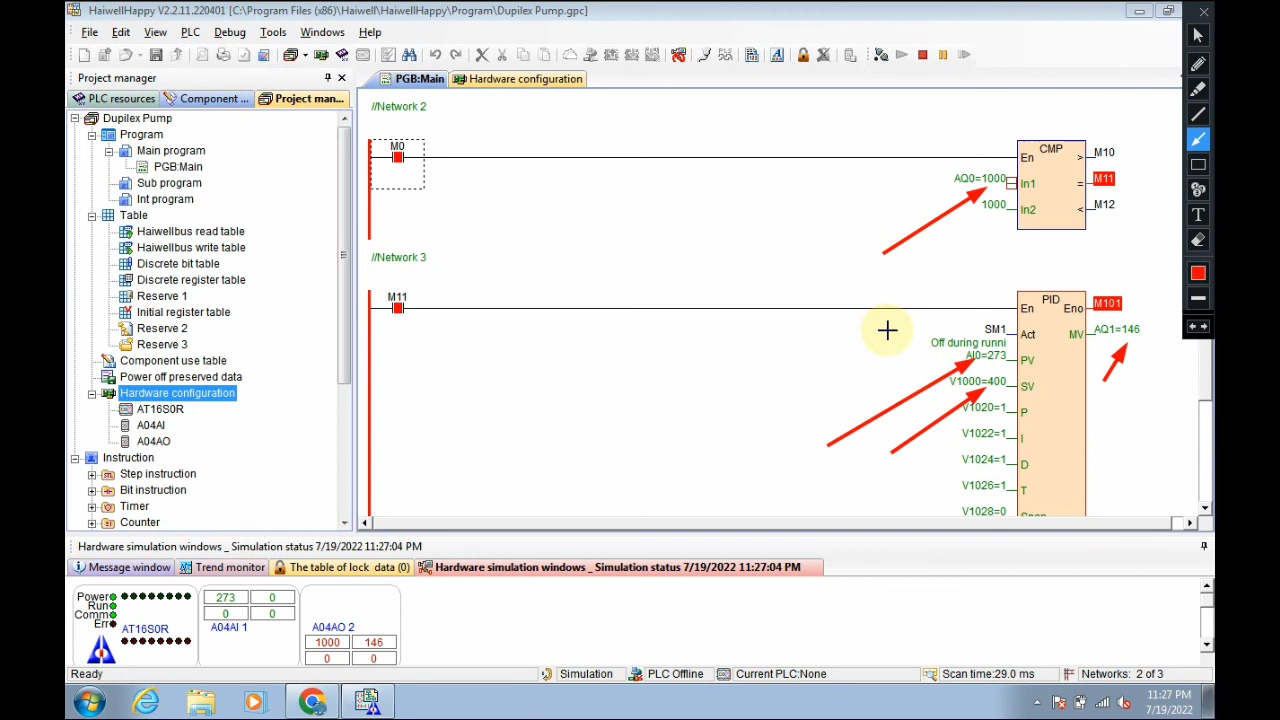 HaiwellHappy V2.2.11.220401 [C:\Program Files (x86)\Haiwell\HaiwellHappy\Program\Dupilex Pump.gpc]
File Edit View PLC Debug Tools Windows Help
Project manager
PLC resources Component ... Project man...
PGB:Main Hardware configuration
Dupilex Pump
Program
Main program
PGB:Main
Sub program
Int program
Table
Haiwellbus read table
Haiwellbus write table
Discrete bit table
Discrete register table
Reserve 1
Initial register table
Reserve 2
Reserve 3
Component use table
Power off preserved data
Hardware configuration
AT16S0R
A04AI
A04AO
Instruction
Step instruction
Bit instruction
Timer
Counter
//Network 2
M0
CMP
En > M10
AQ0=1000 In1 = M11
1000 In2 < M12
//Network 3
M11
PID
En Eno M101
SM1 Act MV AQ1=146
Off during runni
AI0=273 PV
V1000=400 SV
V1020=1 P
V1022=1 I
V1024=1 D
V1026=1 T
V1028=0 Span
T
Hardware simulation windows _ Simulation status 7/19/2022 11:27:04 PM
Message window Trend monitor The table of lock data (0) Hardware simulation windows _ Simulation status 7/19/2022 11:27:04 PM
Power
Run
Comm
Err
AT16S0R
273 0
0 0
A04AI 1
A04AO 2
1000 146
0 0
Ready Simulation PLC Offline Current PLC:None Scan time:29.0 ms Networks: 2 of 3
11:27 PM
7/19/2022